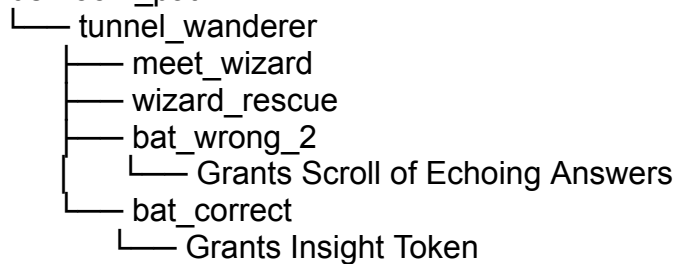 └── tunnel_wanderer
├── meet_wizard
├── wizard_rescue
├── bat_wrong_2
│ └── Grants Scroll of Echoing Answers
└── bat_correct
└── Grants Insight Token